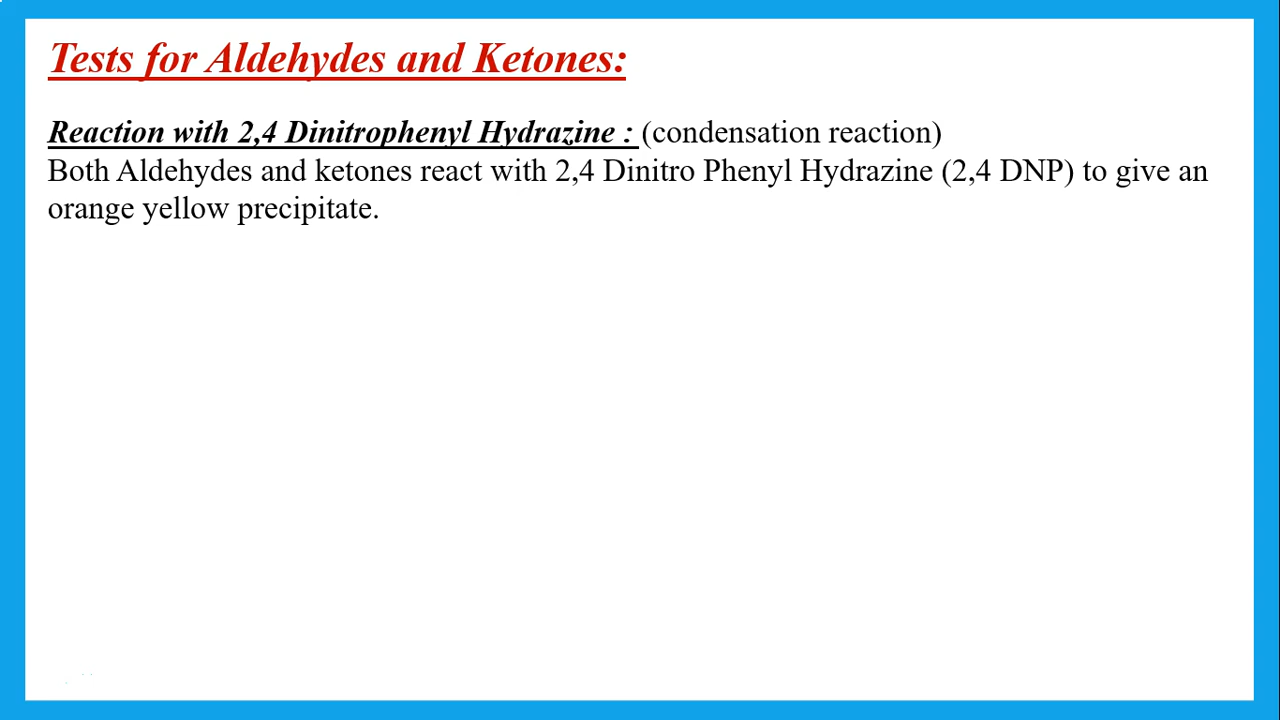 Tests for Aldehydes and Ketones:
Reaction with 2,4 Dinitrophenyl Hydrazine : (condensation reaction)
Both Aldehydes and ketones react with 2,4 Dinitro Phenyl Hydrazine (2,4 DNP) to give an
orange yellow precipitate.